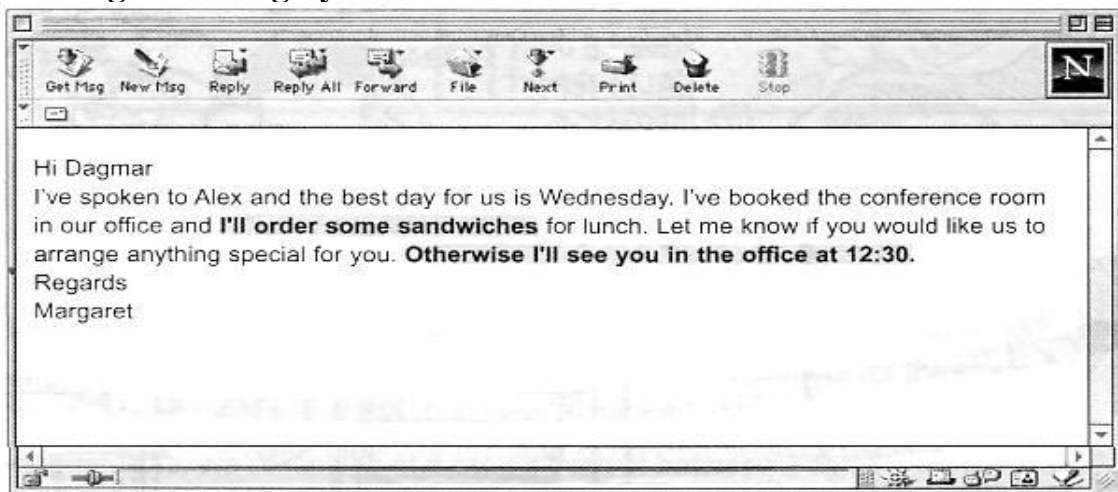 Get Msg New Msg Reply Reply All Forward File Next Print Delete Stop
N
Hi Dagmar
I've spoken to Alex and the best day for us is Wednesday. I've booked the conference room
in our office and I'll order some sandwiches for lunch. Let me know if you would like us to
arrange anything special for you. Otherwise I'll see you in the office at 12:30.
Regards
Margaret